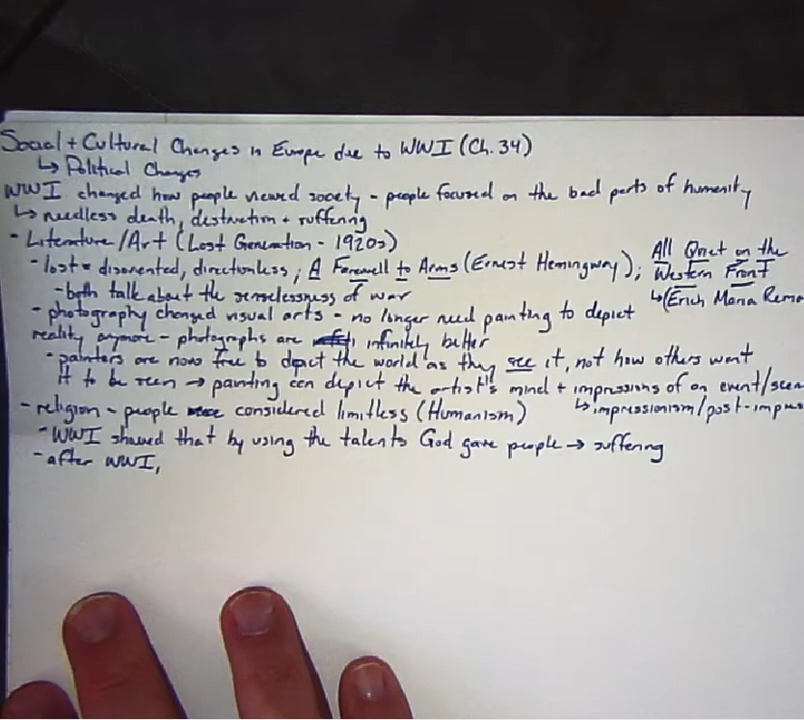 Social + Cultural Changes in Europe due to WWI (Ch. 34)
↳ Political Changes
WWI changed how people viewed society - people focused on the bad parts of humanity
↳ needless death, destruction + suffering
- Literature/Art (Lost Generation - 1920s)
- lost = disoriented, directionless; A Farewell to Arms (Ernest Hemingway); All Quiet on the Western Front
↳ (Erich Maria Rema
- both talk about the senselessness of war
- photography changed visual arts - no longer need painting to depict
reality anymore - photographs are infinitely better
- painters are now free to depict the world as they see it, not how others want
it to be seen → painting can depict the artist's mind + impressions of an event/scen
↳ impressionism/post-impres
- religion - people considered limitless (Humanism)
- WWI showed that by using the talents God gave people → suffering
- after WWI,